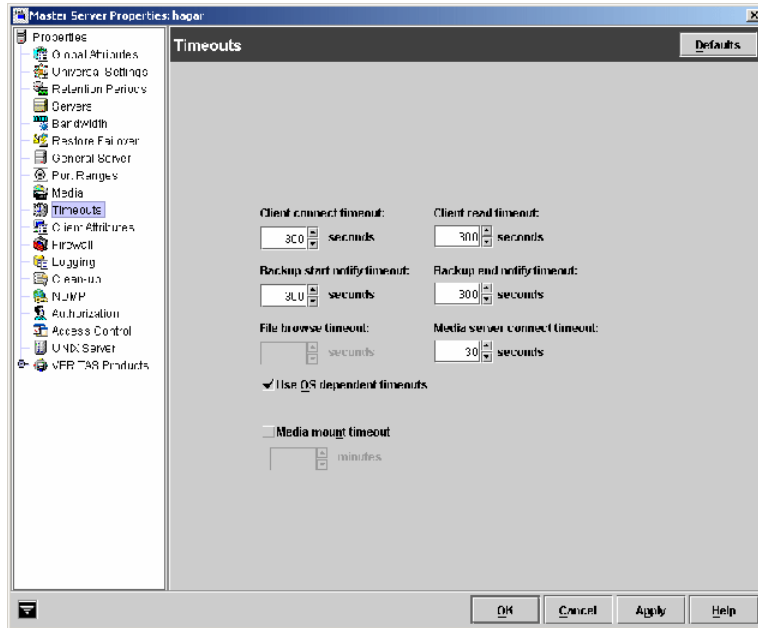 Master Server Properties: hagar
Properties
Global Attributes
Universal Settings
Retention Periods
Servers
Bandwidth
Restore Failover
General Server
Port Ranges
Media
Timeouts
Client Attributes
Firewall
Logging
Clean-up
NDMP
Authorization
Access Control
UNIX Server
VERITAS Products
Timeouts
Defaults
Client connect timeout:
Client read timeout:
300 seconds
300 seconds
Backup start notify timeout:
Backup end notify timeout:
300 seconds
300 seconds
File browse timeout:
Media server connect timeout:
seconds
30 seconds
Use OS dependent timeouts
Media mount timeout
minutes
OK
Cancel
Apply
Help